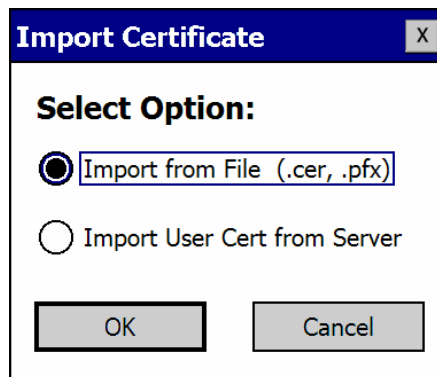 Import Certificate X
Select Option:
Import from File (.cer, .pfx)
Import User Cert from Server
OK Cancel